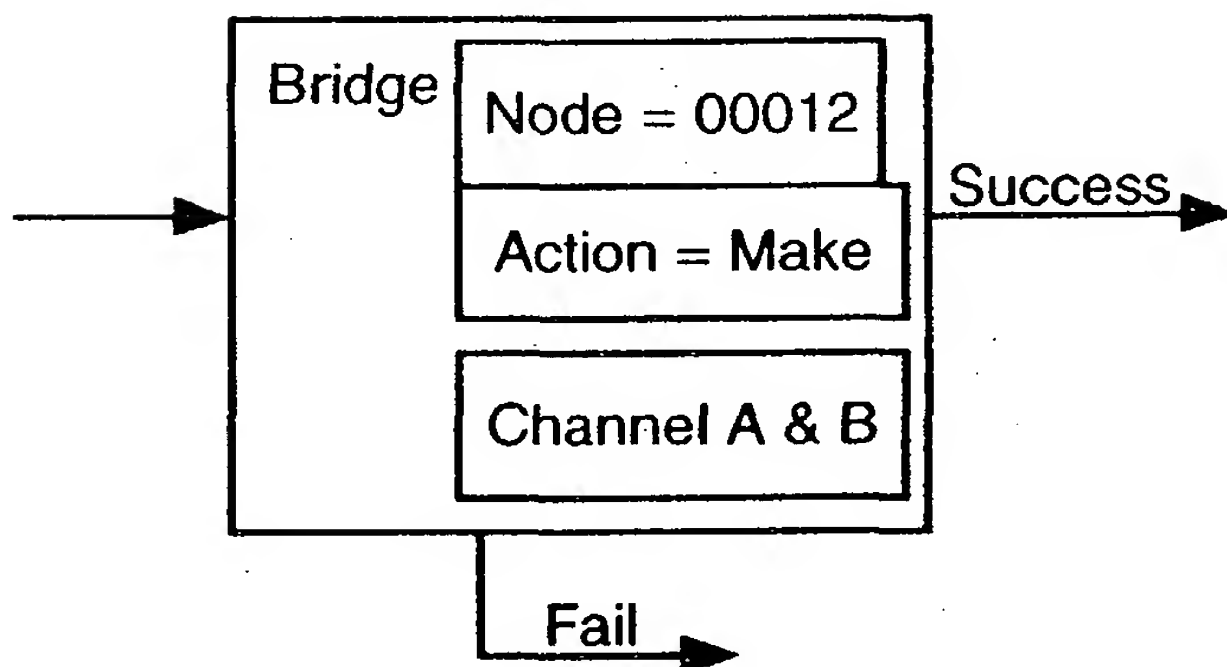 Bridge
Node = 00012
Action = Make
Channel A & B
Success
Fail